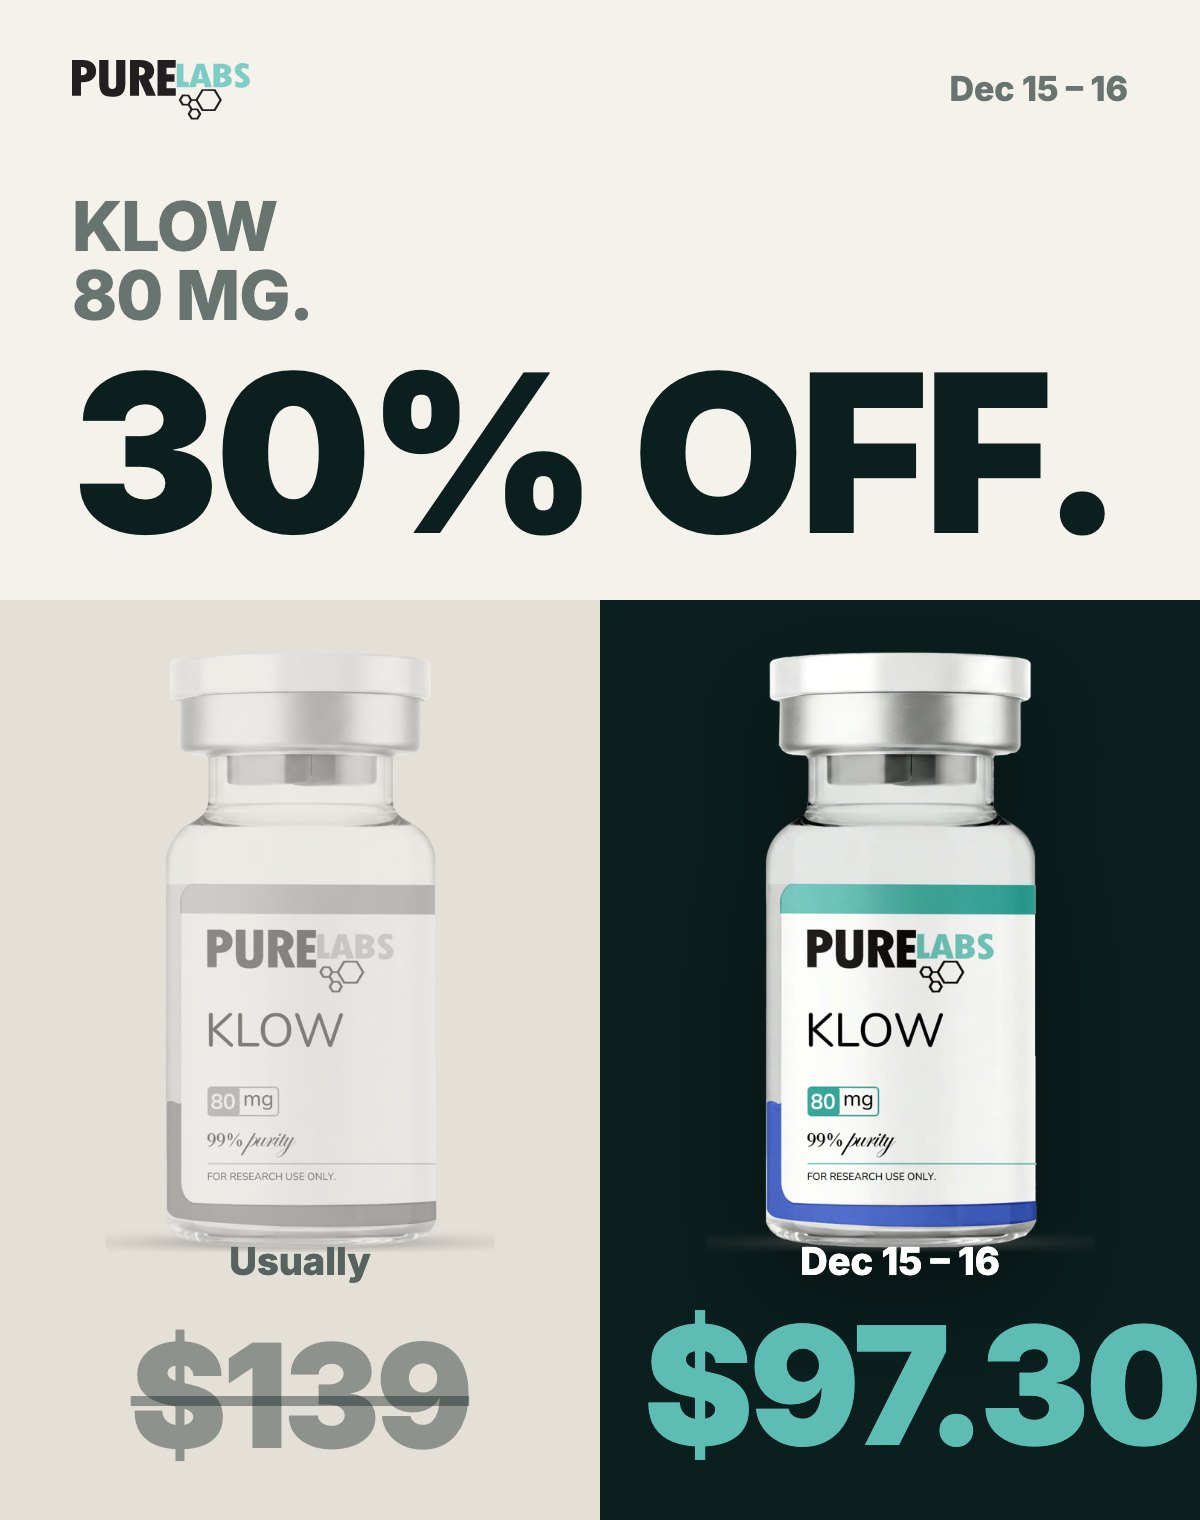 PURELABS
Dec 15 – 16
KLOW
80 MG.
30% OFF.
PURELABS
KLOW
80 mg
99% purity
FOR RESEARCH USE ONLY.
Usually
$139
PURELABS
KLOW
80 mg
99% purity
FOR RESEARCH USE ONLY.
Dec 15 – 16
$97.30